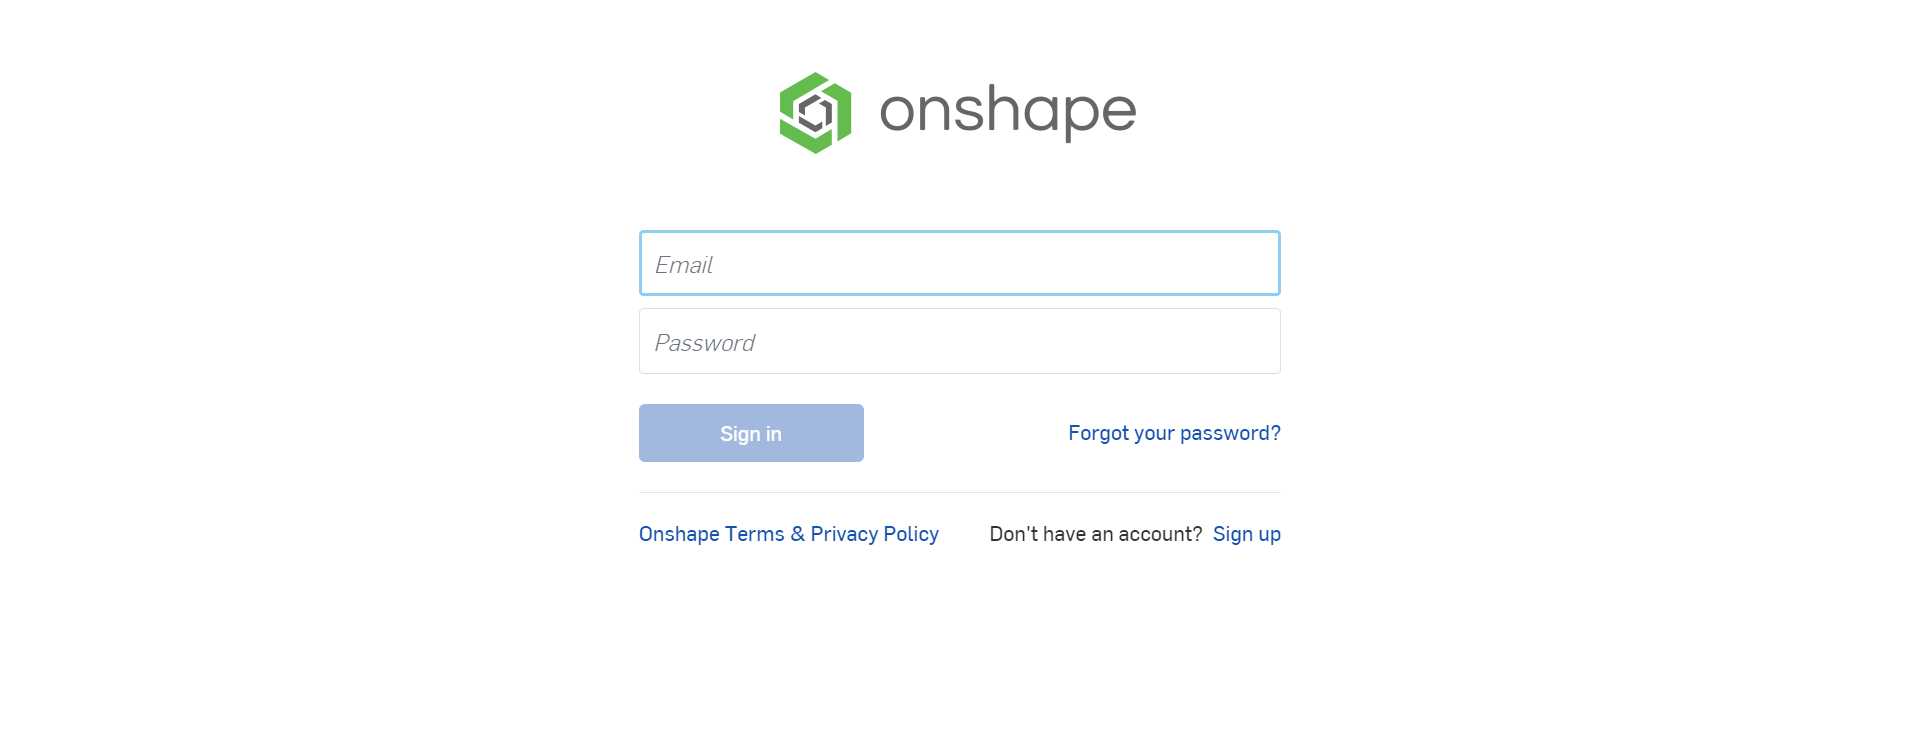 onshape
Email
Password
Sign in
Forgot your password?
Onshape Terms & Privacy Policy
Don't have an account? Sign up